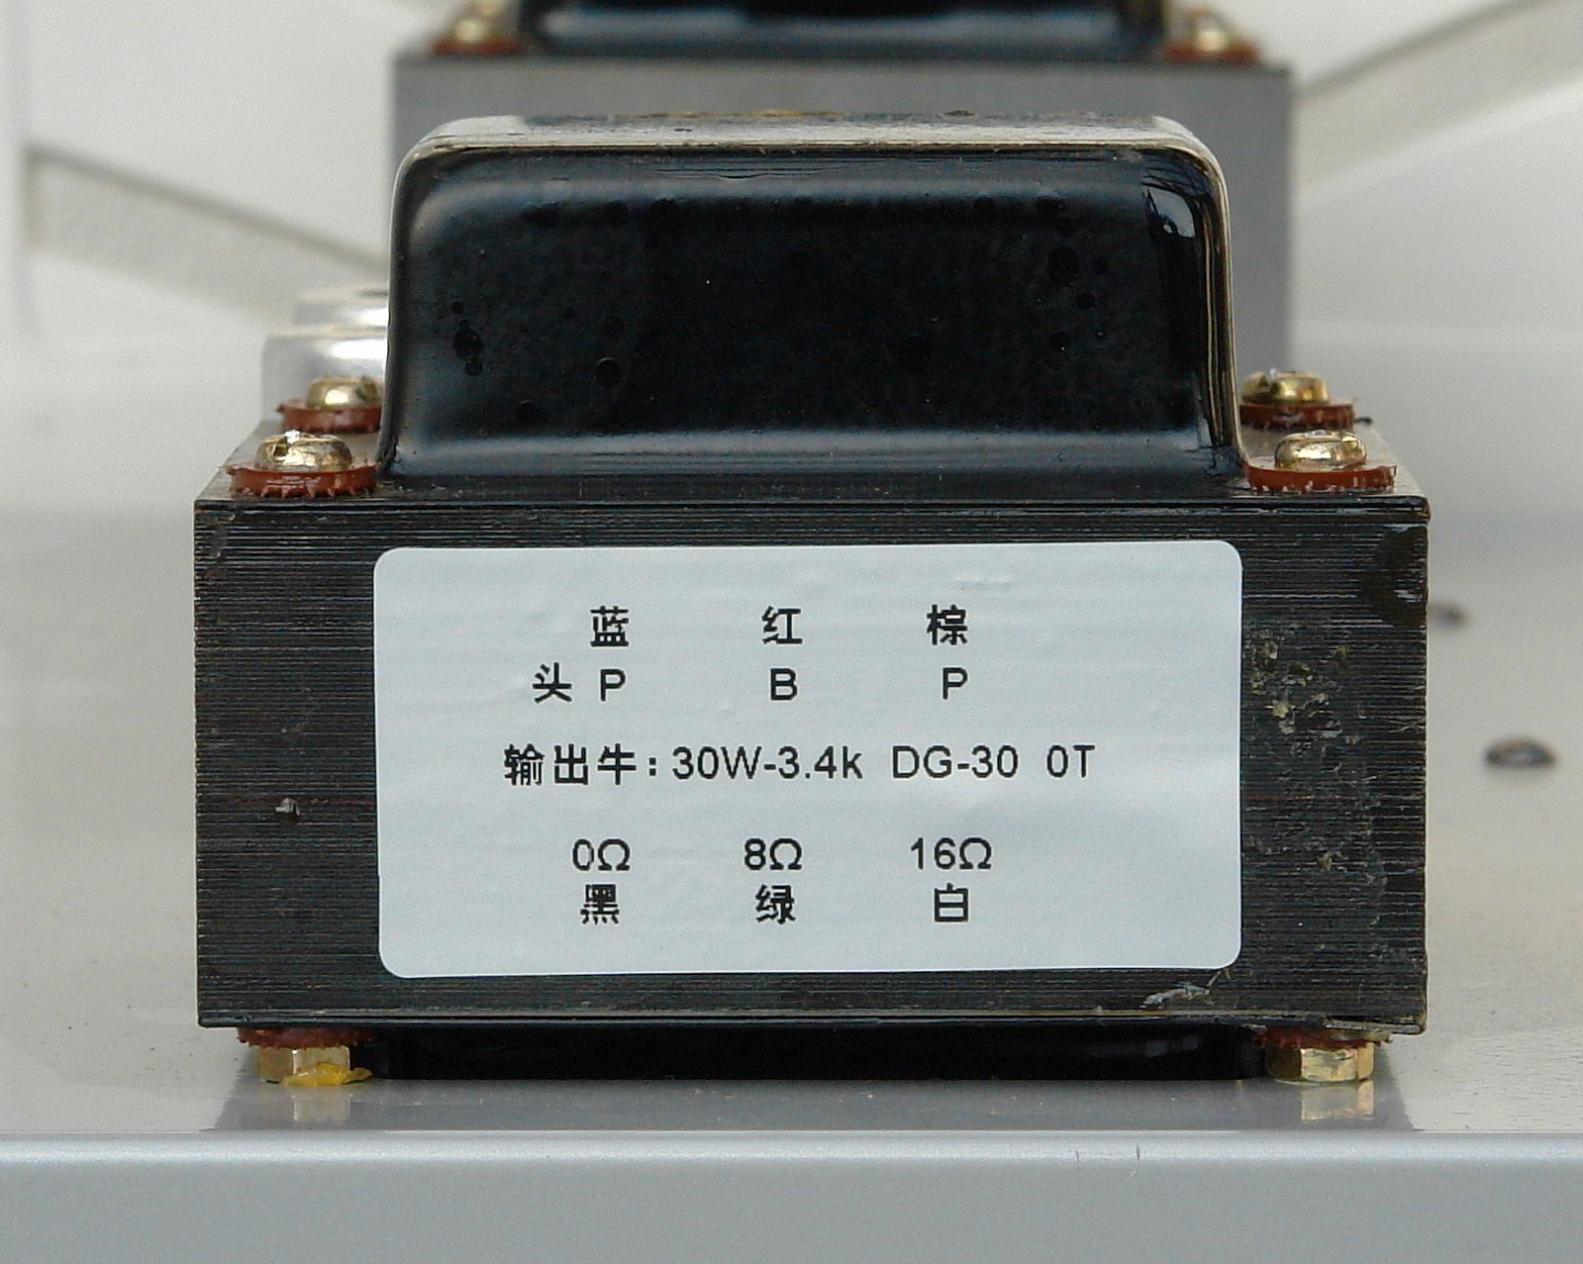 蓝 红 棕
头 P B P
输出牛：30W-3.4k DG-30 0T
0Ω 8Ω 16Ω
黑 绿 白